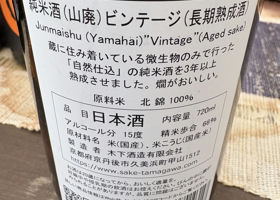 純米酒(山廃)ビンテージ(長期熟成酒)
Junmaishu (Yamahai)"Vintage"(Aged sake)
蔵に住み着いている微生物のみで行った
「自然仕込」の純米酒を3年以上
熟成させました。燗がおいしい。
原料米 北錦100%
品目 日本酒 720ml
アルコール分 15度 精米歩合 88%
原材料名 米(国産)、米こうじ(国産米)
製造者 木下酒造有限会社
京都府京丹後市久美浜町甲山1512
www.sake-tamagawa.com